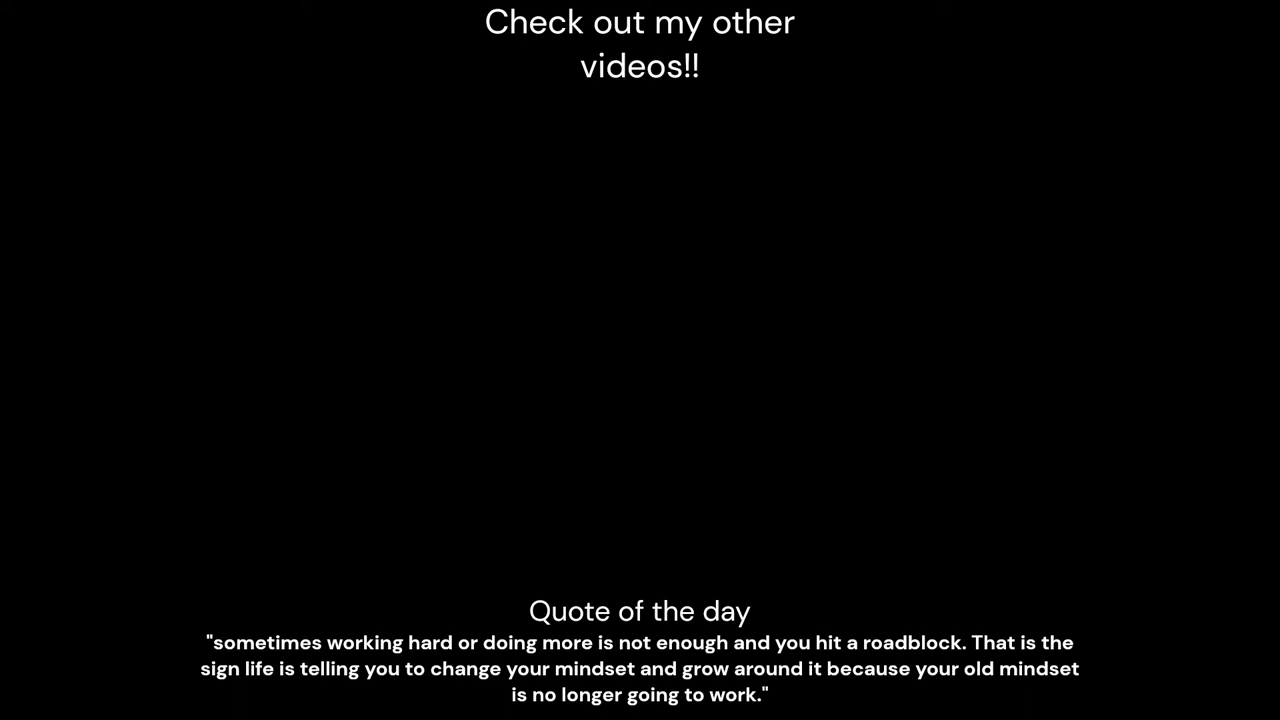 Check out my other
videos!!
Quote of the day
"sometimes working hard or doing more is not enough and you hit a roadblock. That is the
sign life is telling you to change your mindset and grow around it because your old mindset
is no longer going to work."